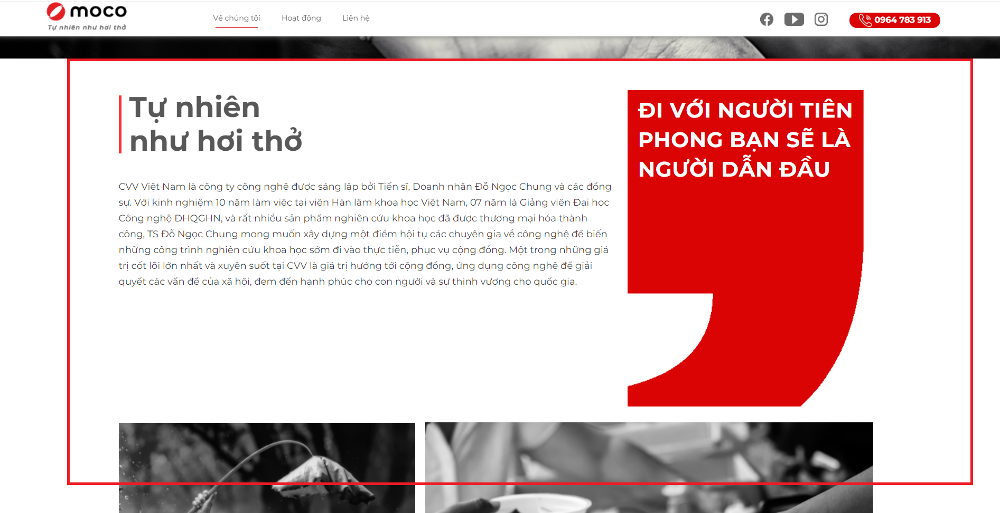 moco
Tự nhiên như hơi thở
Về chúng tôi
Hoạt động
Liên hệ
0964 783 913
Tự nhiên
như hơi thở
CVV Việt Nam là công ty công nghệ được sáng lập bởi Tiến sĩ, Doanh nhân Đỗ Ngọc Chung và các đồng
sự. Với kinh nghiệm 10 năm làm việc tại viện Hàn lâm khoa học Việt Nam, 07 năm là Giảng viên Đại học
Công nghệ ĐHQGHN, và rất nhiều sản phẩm nghiên cứu khoa học đã được thương mại hóa thành
công, TS Đỗ Ngọc Chung mong muốn xây dựng một điểm hội tụ các chuyên gia về công nghệ để biến
những công trình nghiên cứu khoa học sớm đi vào thực tiễn, phục vụ cộng đồng. Một trong những giá
trị cốt lõi lớn nhất và xuyên suốt tại CVV là giá trị hướng tới cộng đồng, ứng dụng công nghệ để giải
quyết các vấn đề của xã hội, đem đến hạnh phúc cho con người và sự thịnh vượng cho quốc gia.
ĐI VỚI NGƯỜI TIÊN
PHONG BẠN SẼ LÀ
NGƯỜI DẪN ĐẦU